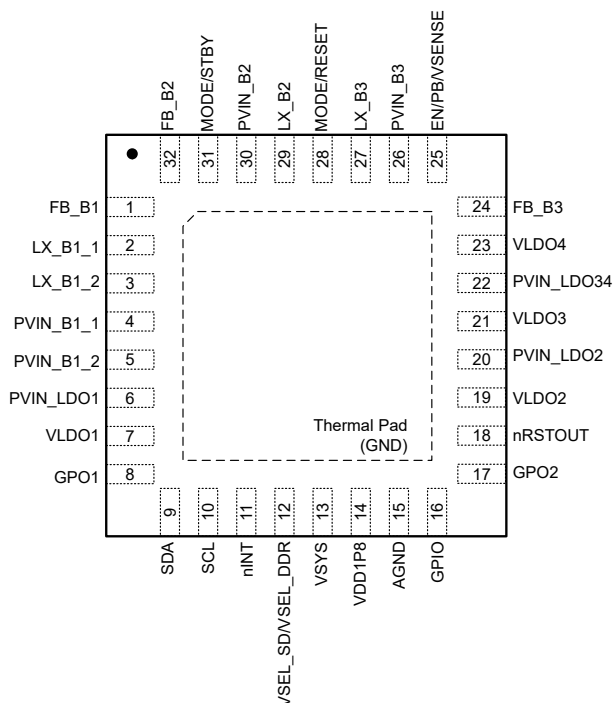 FB_B2
MODE/STBY
PVIN_B2
LX_B2
MODE/RESET
LX_B3
PVIN_B3
EN/PB/VSENSE
32
31
30
29
28
27
26
25
FB_B1 1
LX_B1_1 2
LX_B1_2 3
PVIN_B1_1 4
PVIN_B1_2 5
PVIN_LDO1 6
VLDO1 7
GPO1 8
24 FB_B3
23 VLDO4
22 PVIN_LDO34
21 VLDO3
20 PVIN_LDO2
19 VLDO2
18 nRSTOUT
17 GPO2
Thermal Pad
(GND)
9
10
11
12
13
14
15
16
SDA
SCL
nINT
VSEL_SD/VSEL_DDR
VSYS
VDD1P8
AGND
GPIO